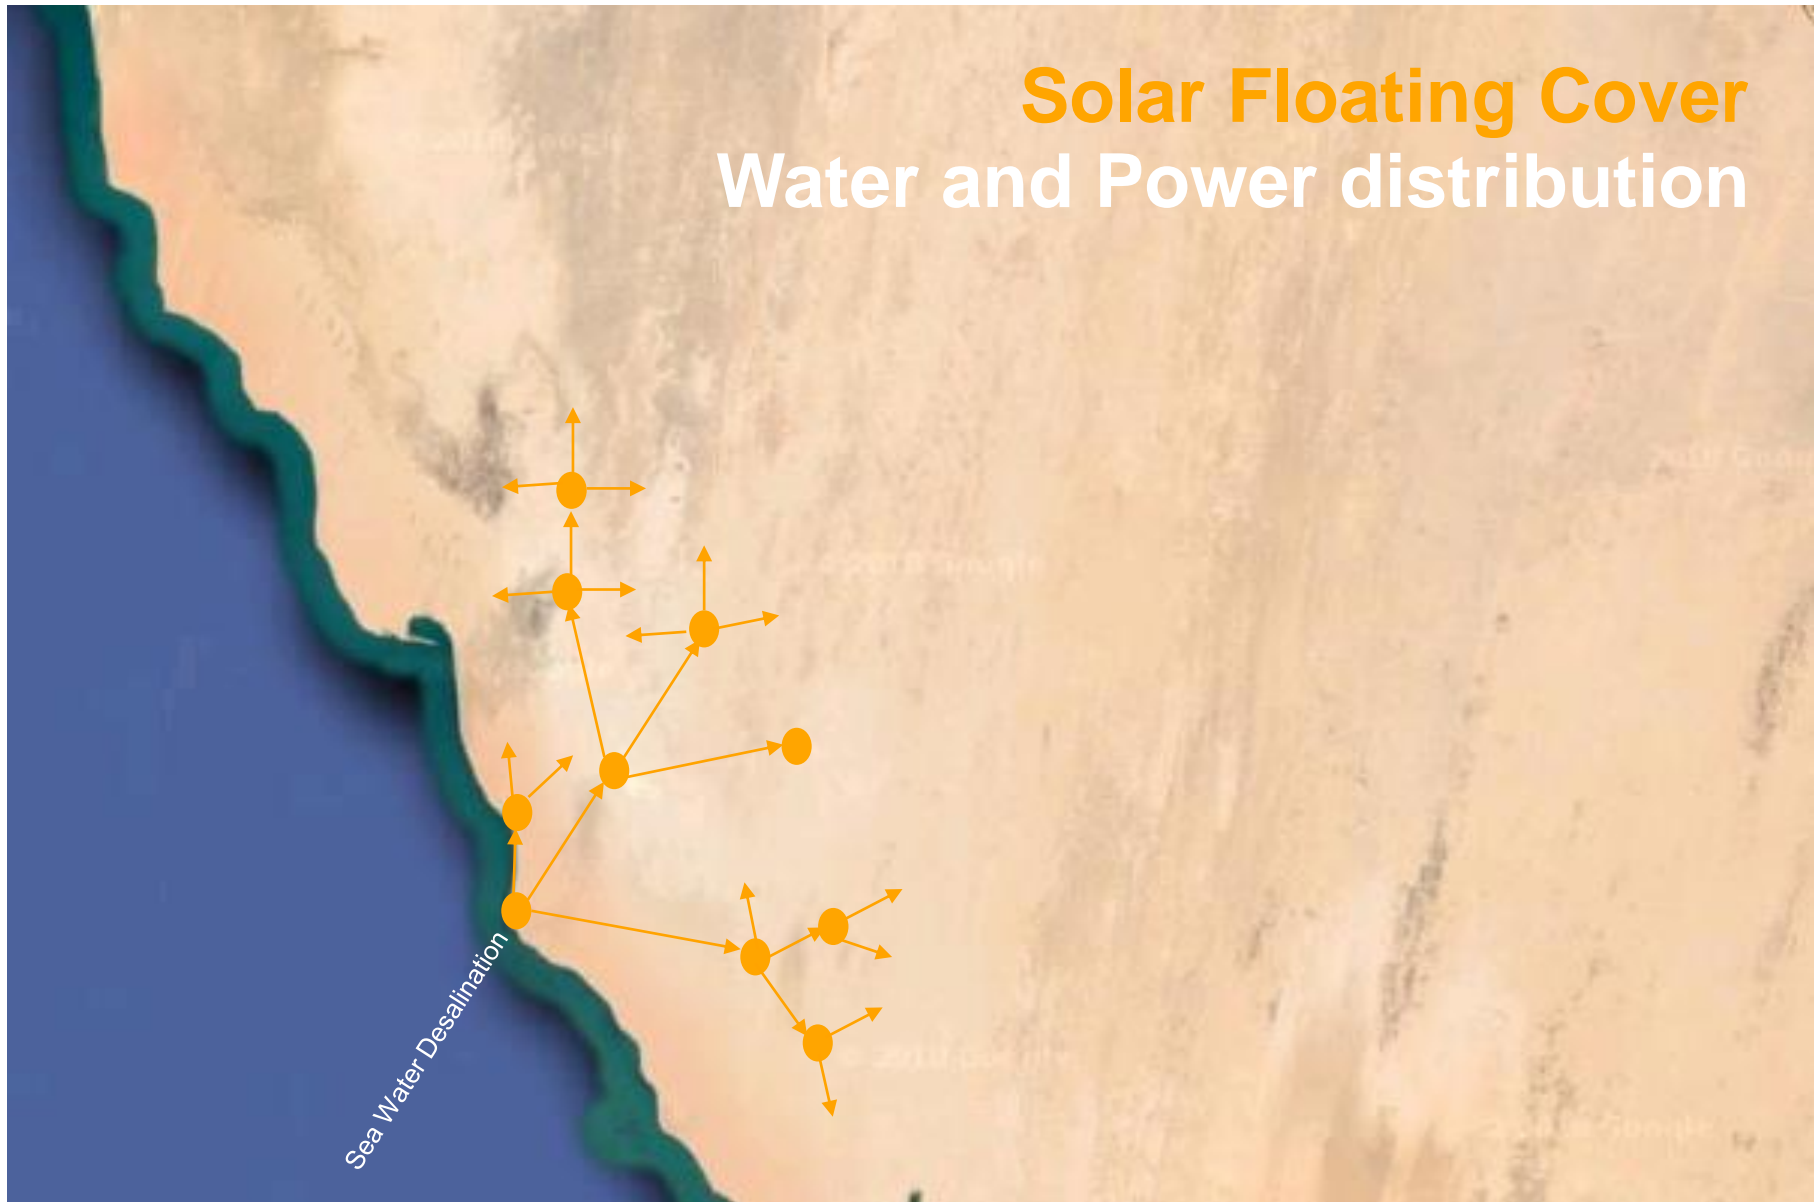 Solar Floating Cover
Water and Power distribution
Sea Water Desalination